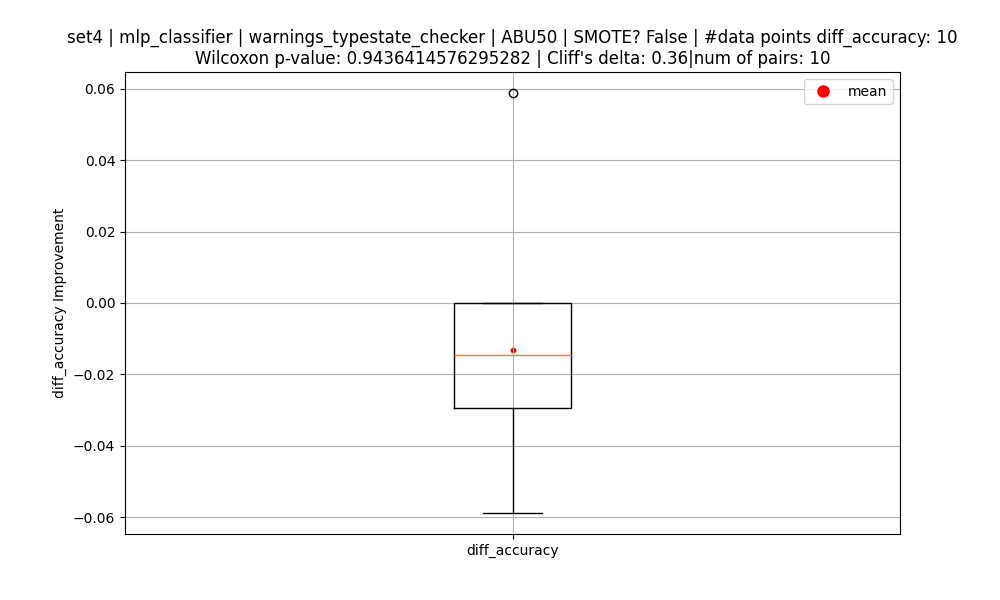 set4 | mlp_classifier | warnings_typestate_checker | ABU50 | SMOTE? False | #data points diff_accuracy: 10
Wilcoxon p-value: 0.9436414576295282 | Cliff's delta: 0.36|num of pairs: 10
mean
0.06
0.04
0.02
0.00
−0.02
−0.04
−0.06
diff_accuracy Improvement
diff_accuracy